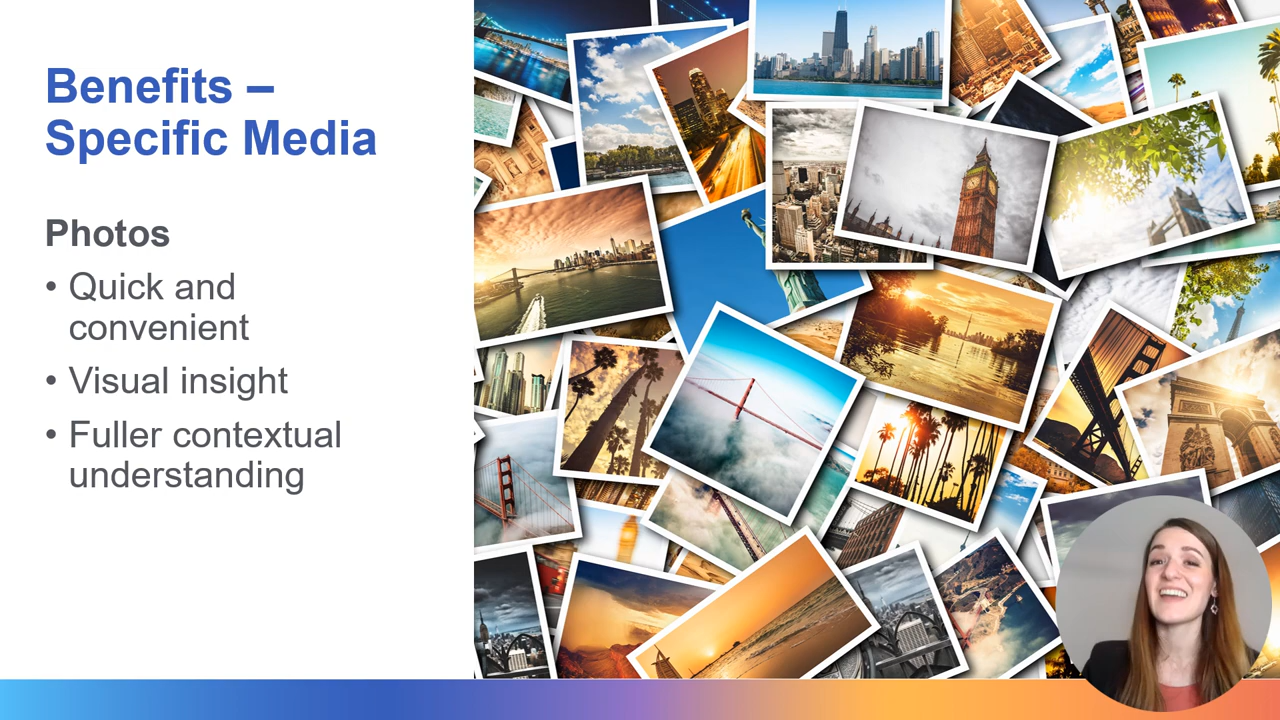 Benefits –
Specific Media
Photos
• Quick and
convenient
• Visual insight
• Fuller contextual
understanding